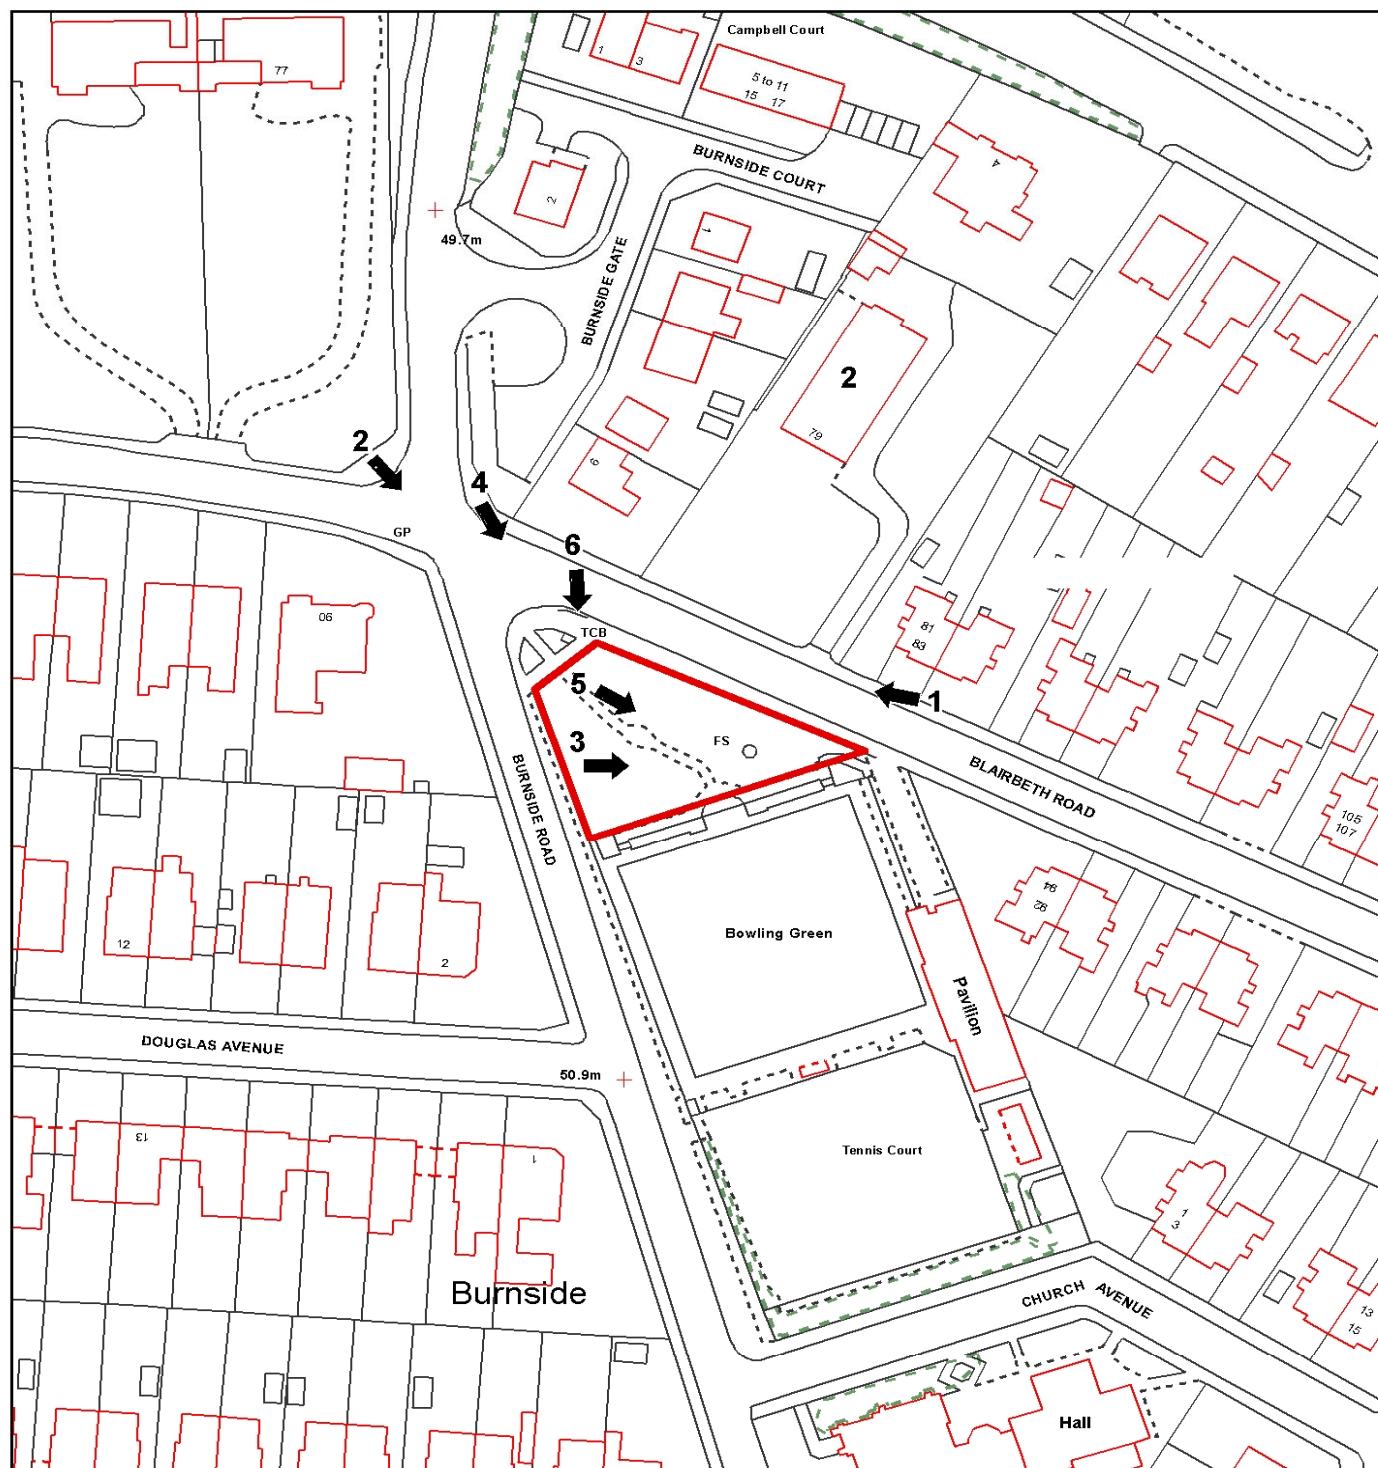 Campbell Court
1
3
5 to 11
15 17
77
BURNSIDE COURT
4
2
1
49.7m
BURNSIDE GATE
2
79
2
4
6
GP
6
90
TCB
81
83
5
1
3
FS
BURNSIDE ROAD
BLAIRBETH ROAD
105
107
94
92
Bowling Green
12
2
Pavilion
DOUGLAS AVENUE
50.9m
13
1
Tennis Court
1
3
Burnside
CHURCH AVENUE
13
15
Hall